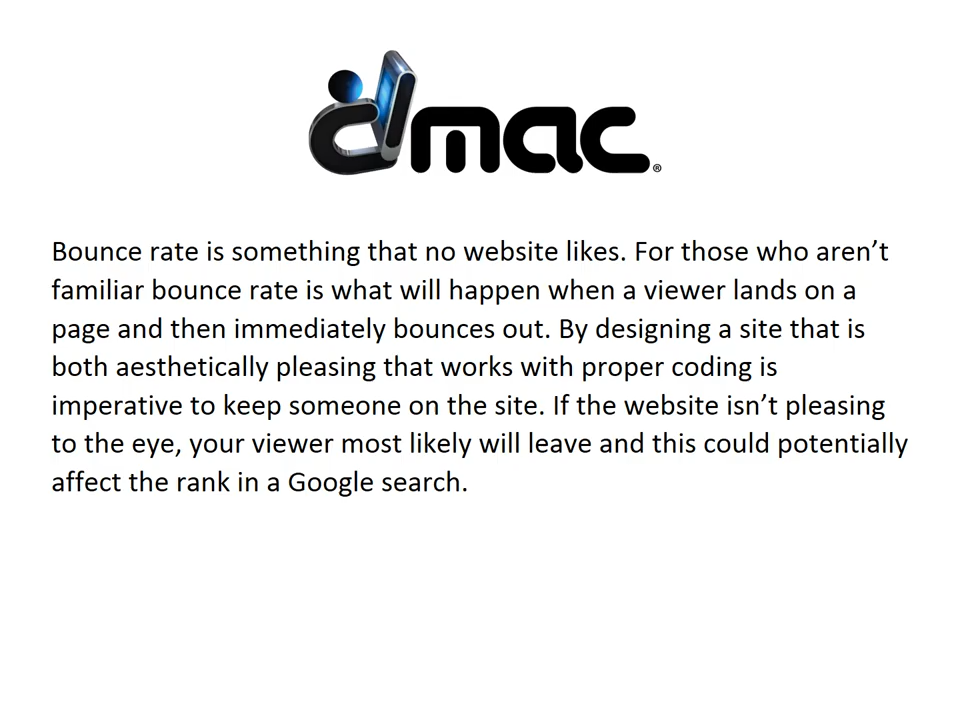 dmac®
Bounce rate is something that no website likes. For those who aren’t
familiar bounce rate is what will happen when a viewer lands on a
page and then immediately bounces out. By designing a site that is
both aesthetically pleasing that works with proper coding is
imperative to keep someone on the site. If the website isn’t pleasing
to the eye, your viewer most likely will leave and this could potentially
affect the rank in a Google search.